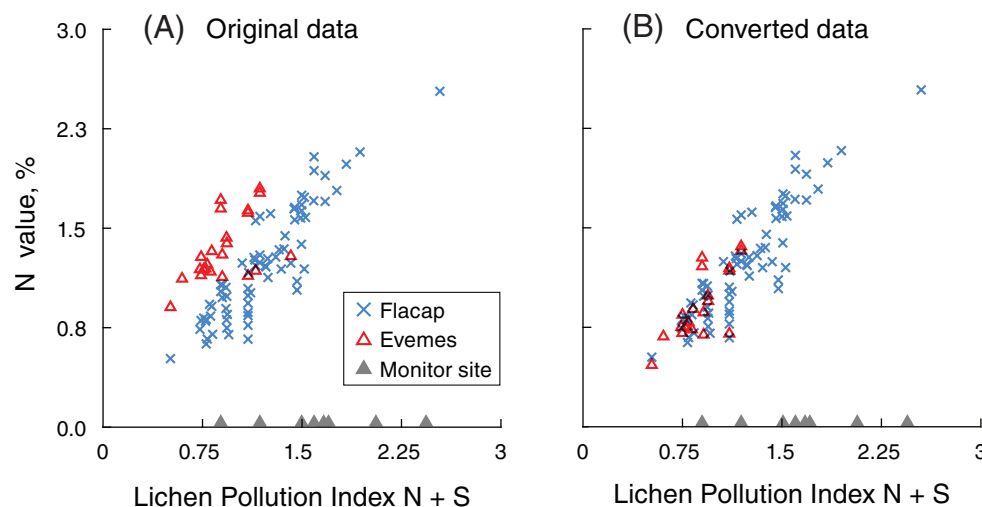 (A) Original data
(B) Converted data
N value, %
3.0
2.3
1.5
0.8
0.0
Flacap
Evemes
Monitor site
0
0.75
1.5
2.25
3
0
0.75
1.5
2.25
3
Lichen Pollution Index N + S
Lichen Pollution Index N + S